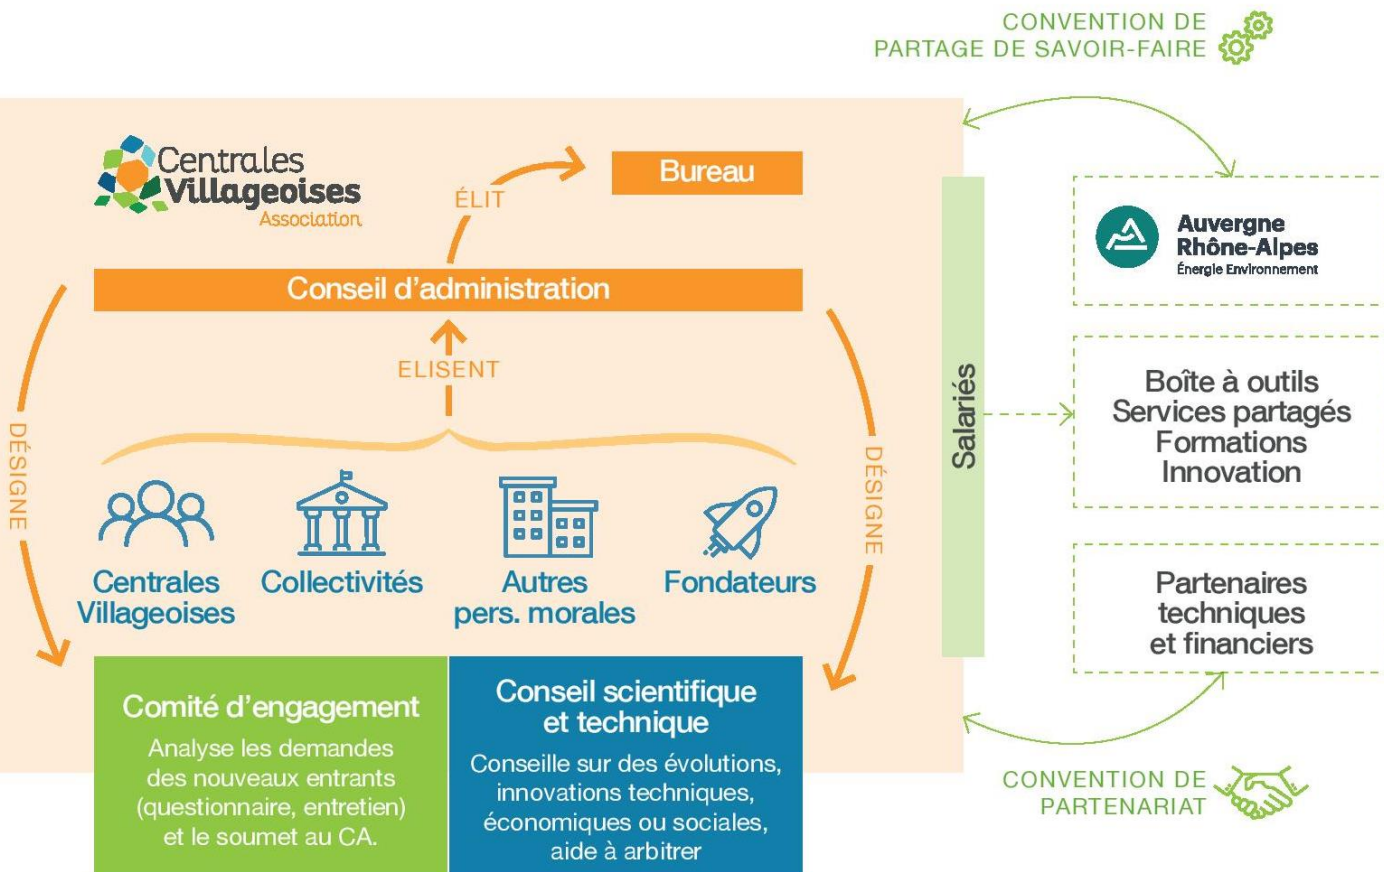 CONVENTION DE
PARTAGE DE SAVOIR-FAIRE
Centrales
Villageoises
Association
Bureau
ÉLIT
Conseil d'administration
ELISENT
DÉSIGNE
DÉSIGNE
Centrales
Villageoises
Collectivités
Autres
pers. morales
Fondateurs
Comité d'engagement
Analyse les demandes
des nouveaux entrants
(questionnaire, entretien)
et le soumet au CA.
Conseil scientifique
et technique
Conseille sur des évolutions,
innovations techniques,
économiques ou sociales,
aide à arbitrer
Salariés
Auvergne
Rhône-Alpes
Énergie Environnement
Boîte à outils
Services partagés
Formations
Innovation
Partenaires
techniques
et financiers
CONVENTION DE
PARTENARIAT